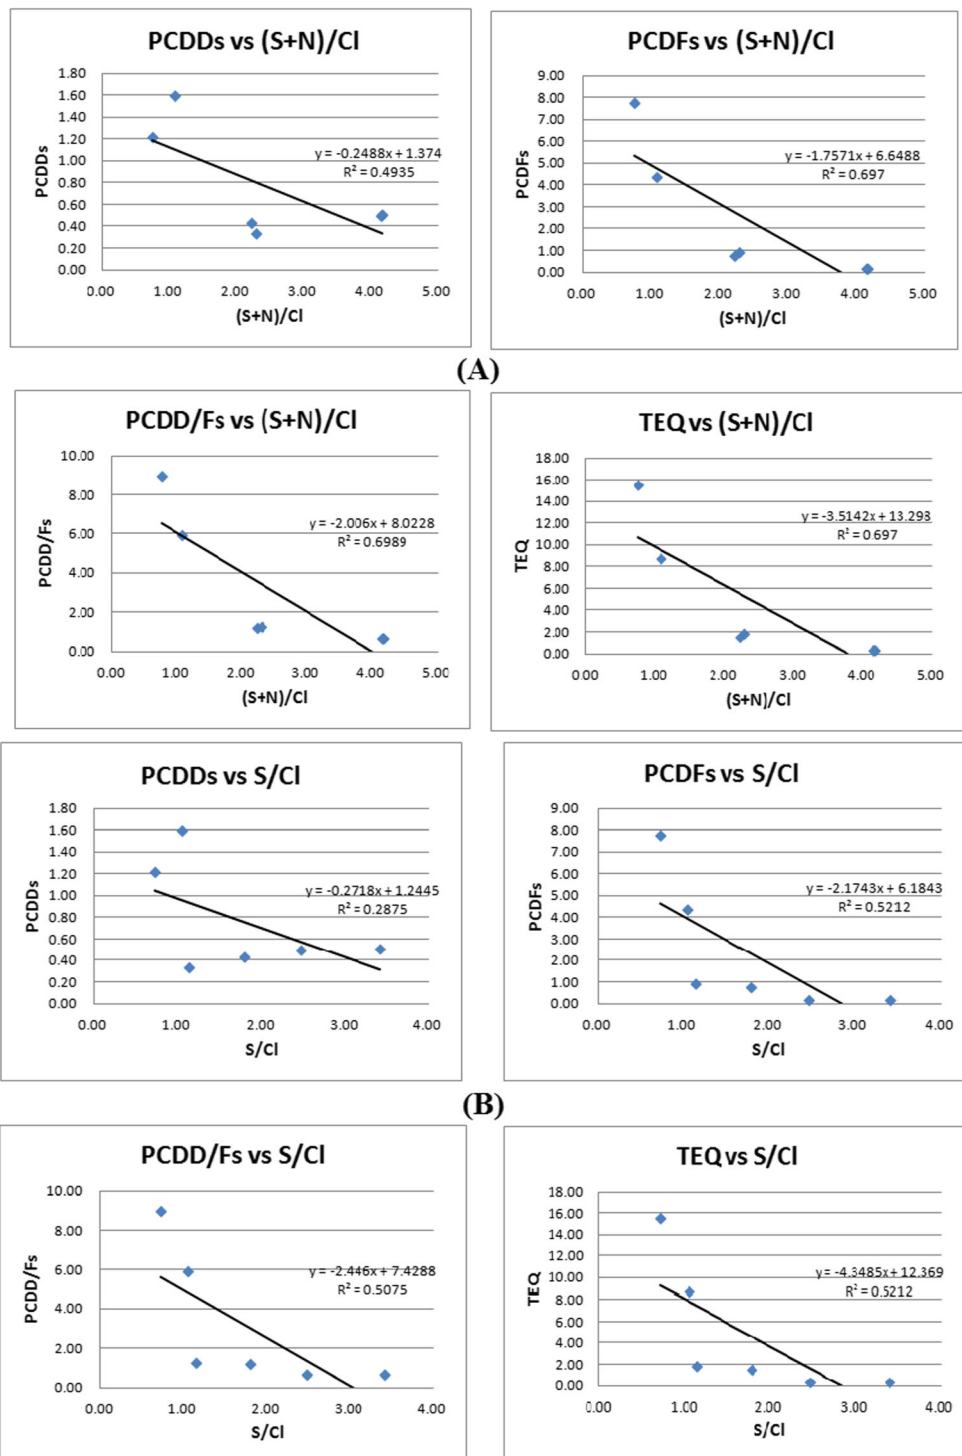 PCDDs vs (S+N)/Cl
1.80
1.60
1.40
1.20
1.00
0.80
0.60
0.40
0.20
0.00
PCDDs
y = -0.2488x + 1.374
R² = 0.4935
0.00 1.00 2.00 3.00 4.00 5.00
(S+N)/Cl
PCDFs vs (S+N)/Cl
9.00
8.00
7.00
6.00
5.00
4.00
3.00
2.00
1.00
0.00
PCDFs
y = -1.7571x + 6.6488
R² = 0.697
0.00 1.00 2.00 3.00 4.00 5.00
(S+N)/Cl
(A)
PCDD/Fs vs (S+N)/Cl
10.00
8.00
6.00
4.00
2.00
0.00
PCDD/Fs
y = -2.006x + 8.0228
R² = 0.6989
0.00 1.00 2.00 3.00 4.00 5.00
(S+N)/Cl
TEQ vs (S+N)/Cl
18.00
16.00
14.00
12.00
10.00
8.00
6.00
4.00
2.00
0.00
TEQ
y = -3.5142x + 13.298
R² = 0.697
0.00 1.00 2.00 3.00 4.00 5.00
(S+N)/Cl
PCDDs vs S/Cl
1.80
1.60
1.40
1.20
1.00
0.80
0.60
0.40
0.20
0.00
PCDDs
y = -0.2718x + 1.2445
R² = 0.2875
0.00 1.00 2.00 3.00 4.00
S/Cl
PCDFs vs S/Cl
9.00
8.00
7.00
6.00
5.00
4.00
3.00
2.00
1.00
0.00
PCDFs
y = -2.1743x + 6.1843
R² = 0.5212
0.00 1.00 2.00 3.00 4.00
S/Cl
(B)
PCDD/Fs vs S/Cl
10.00
8.00
6.00
4.00
2.00
0.00
PCDD/Fs
y = -2.446x + 7.4288
R² = 0.5075
0.00 1.00 2.00 3.00 4.00
S/Cl
TEQ vs S/Cl
18.00
16.00
14.00
12.00
10.00
8.00
6.00
4.00
2.00
0.00
TEQ
y = -4.3485x + 12.369
R² = 0.5212
0.00 1.00 2.00 3.00 4.00
S/Cl